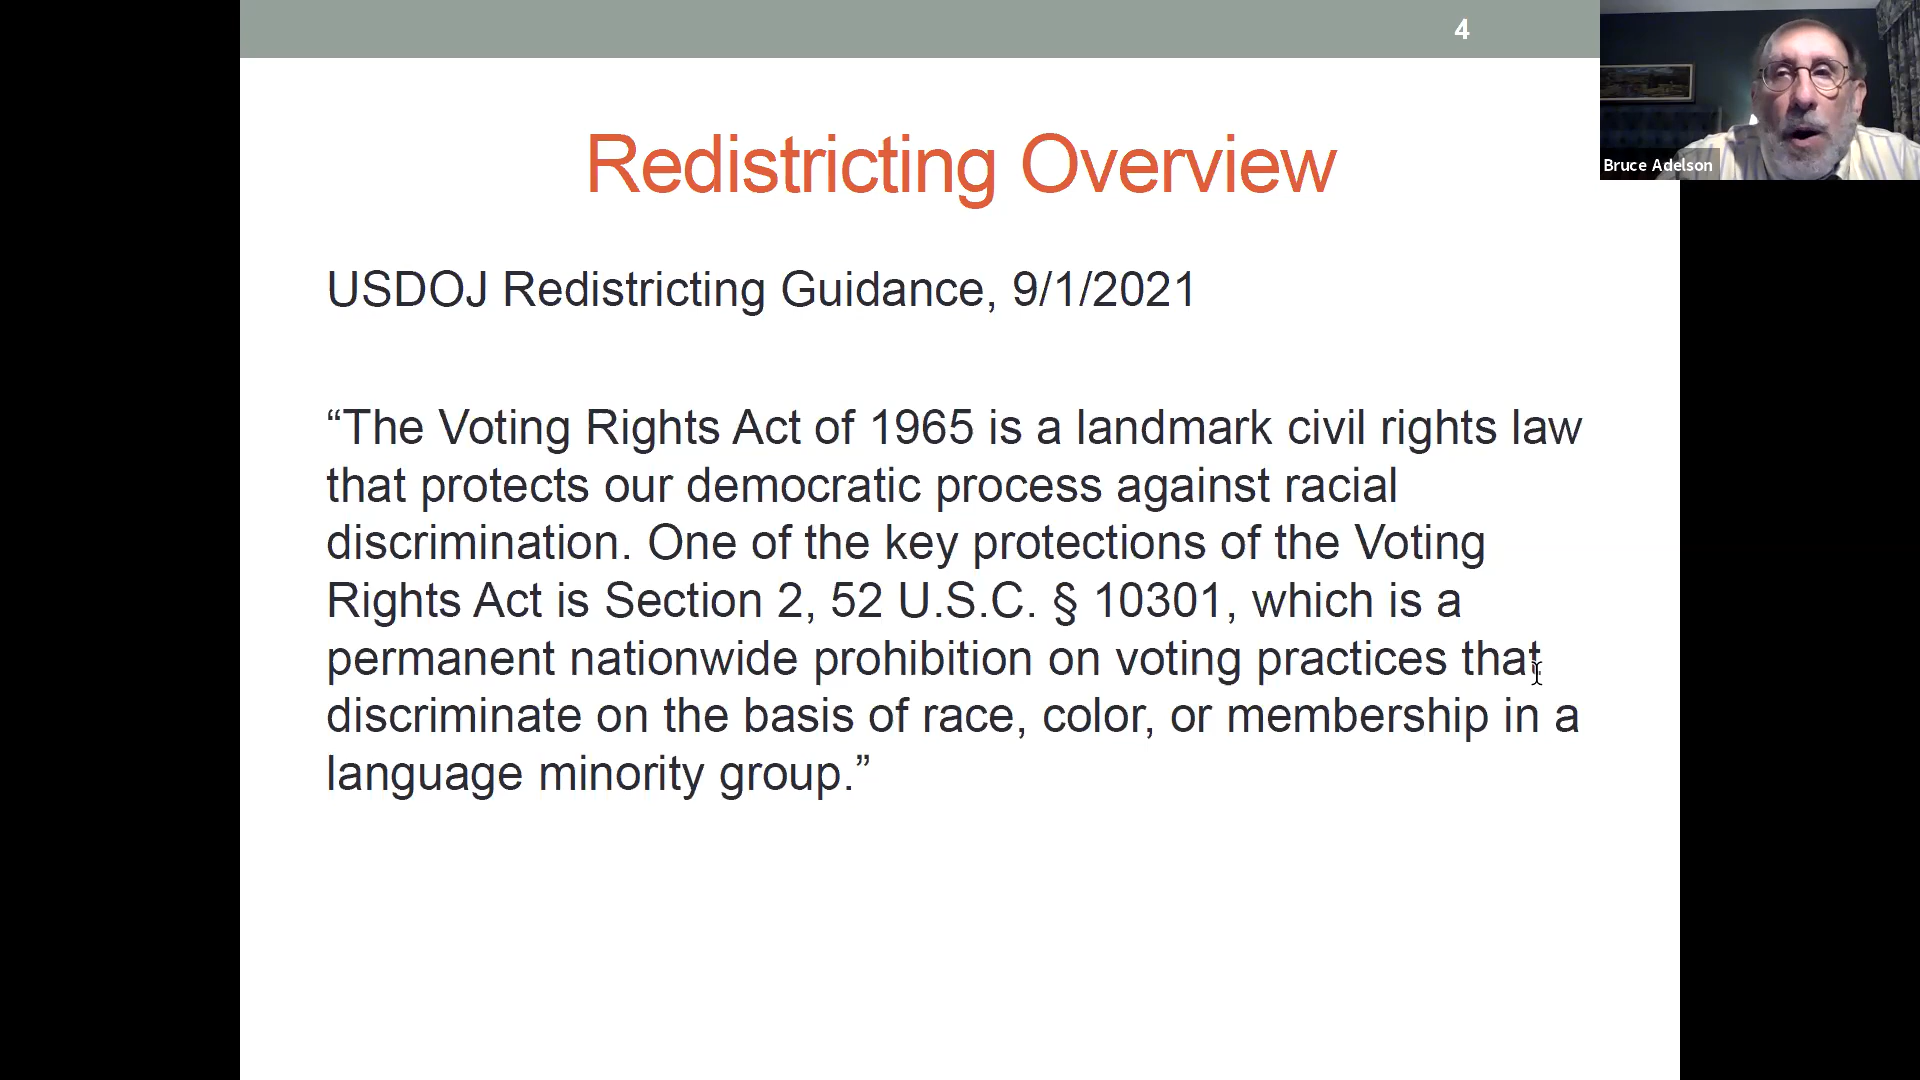 4
Bruce Adelson
Redistricting Overview
USDOJ Redistricting Guidance, 9/1/2021
“The Voting Rights Act of 1965 is a landmark civil rights law
that protects our democratic process against racial
discrimination. One of the key protections of the Voting
Rights Act is Section 2, 52 U.S.C. § 10301, which is a
permanent nationwide prohibition on voting practices that
discriminate on the basis of race, color, or membership in a
language minority group.”